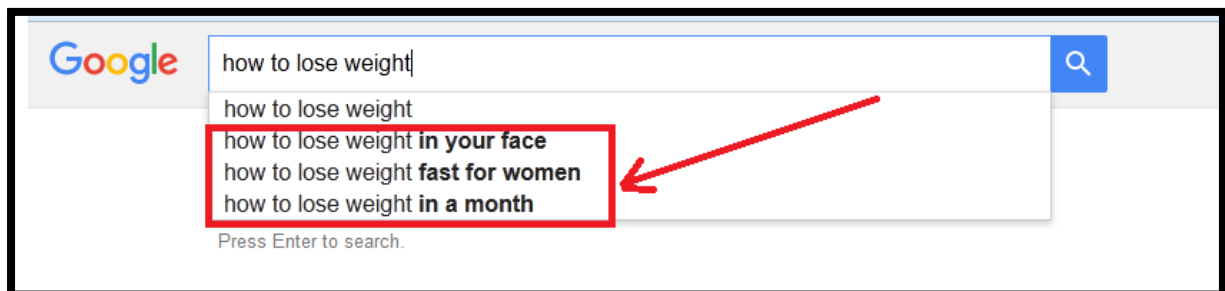 Google
how to lose weight
how to lose weight
how to lose weight in your face
how to lose weight fast for women
how to lose weight in a month
Press Enter to search.